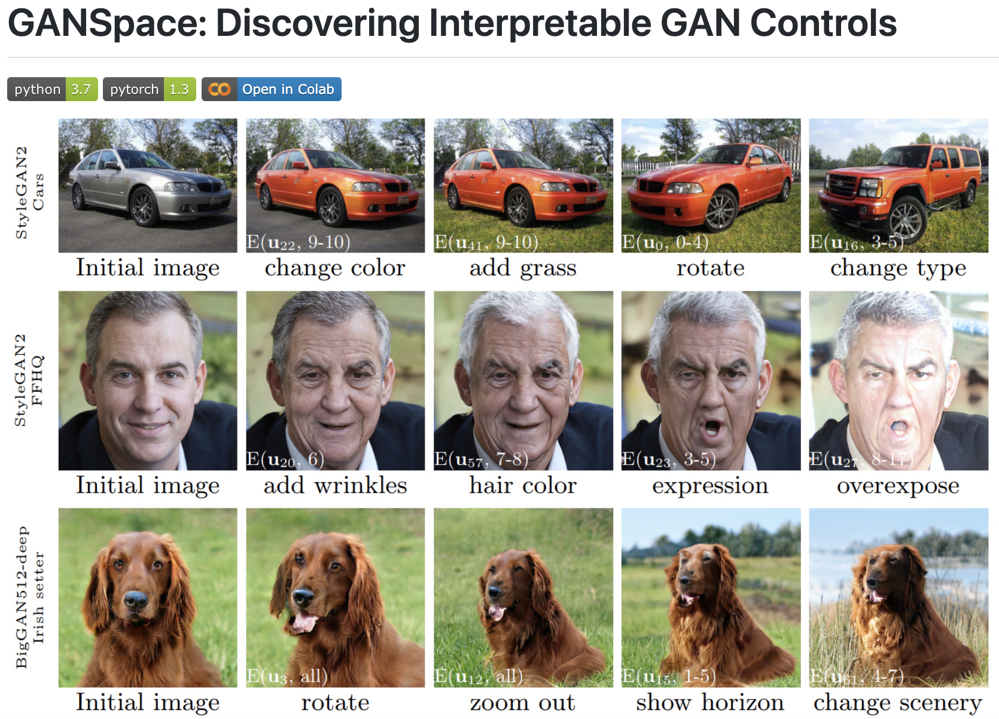 GANSpace: Discovering Interpretable GAN Controls
python 3.7 pytorch 1.3 Open in Colab
StyleGAN2
Cars
E(u22, 9-10) E(u41, 9-10) E(u0, 0-4) E(u16, 3-5)
Initial image change color add grass rotate change type
StyleGAN2
FFHQ
E(u20, 6) E(u57, 7-8) E(u23, 3-5) E(u27, 8-17)
Initial image add wrinkles hair color expression overexpose
BigGAN512-deep
Irish setter
E(u3, all) E(u12, all) E(u15, 1-5) E(u61, 4-7)
Initial image rotate zoom out show horizon change scenery